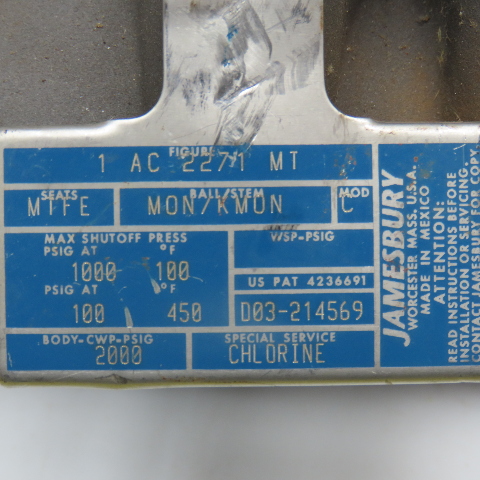 FIGURE
1 AC 2271 MT
SEATS BALL/STEM MOD
MTFE MON/KMON C
MAX SHUTOFF PRESS
PSIG AT °F
1000 100
PSIG AT °F
100 450
WSP-PSIG
US PAT 4236691
D03-214569
BODY-CWP-PSIG
2000
SPECIAL SERVICE
CHLORINE
JAMESBURY
WORCESTER MASS. U.S.A.
MADE IN MEXICO
ATTENTION:
READ INSTRUCTIONS BEFORE
INSTALLATION OR SERVICING.
CONTACT JAMESBURY FOR COPY